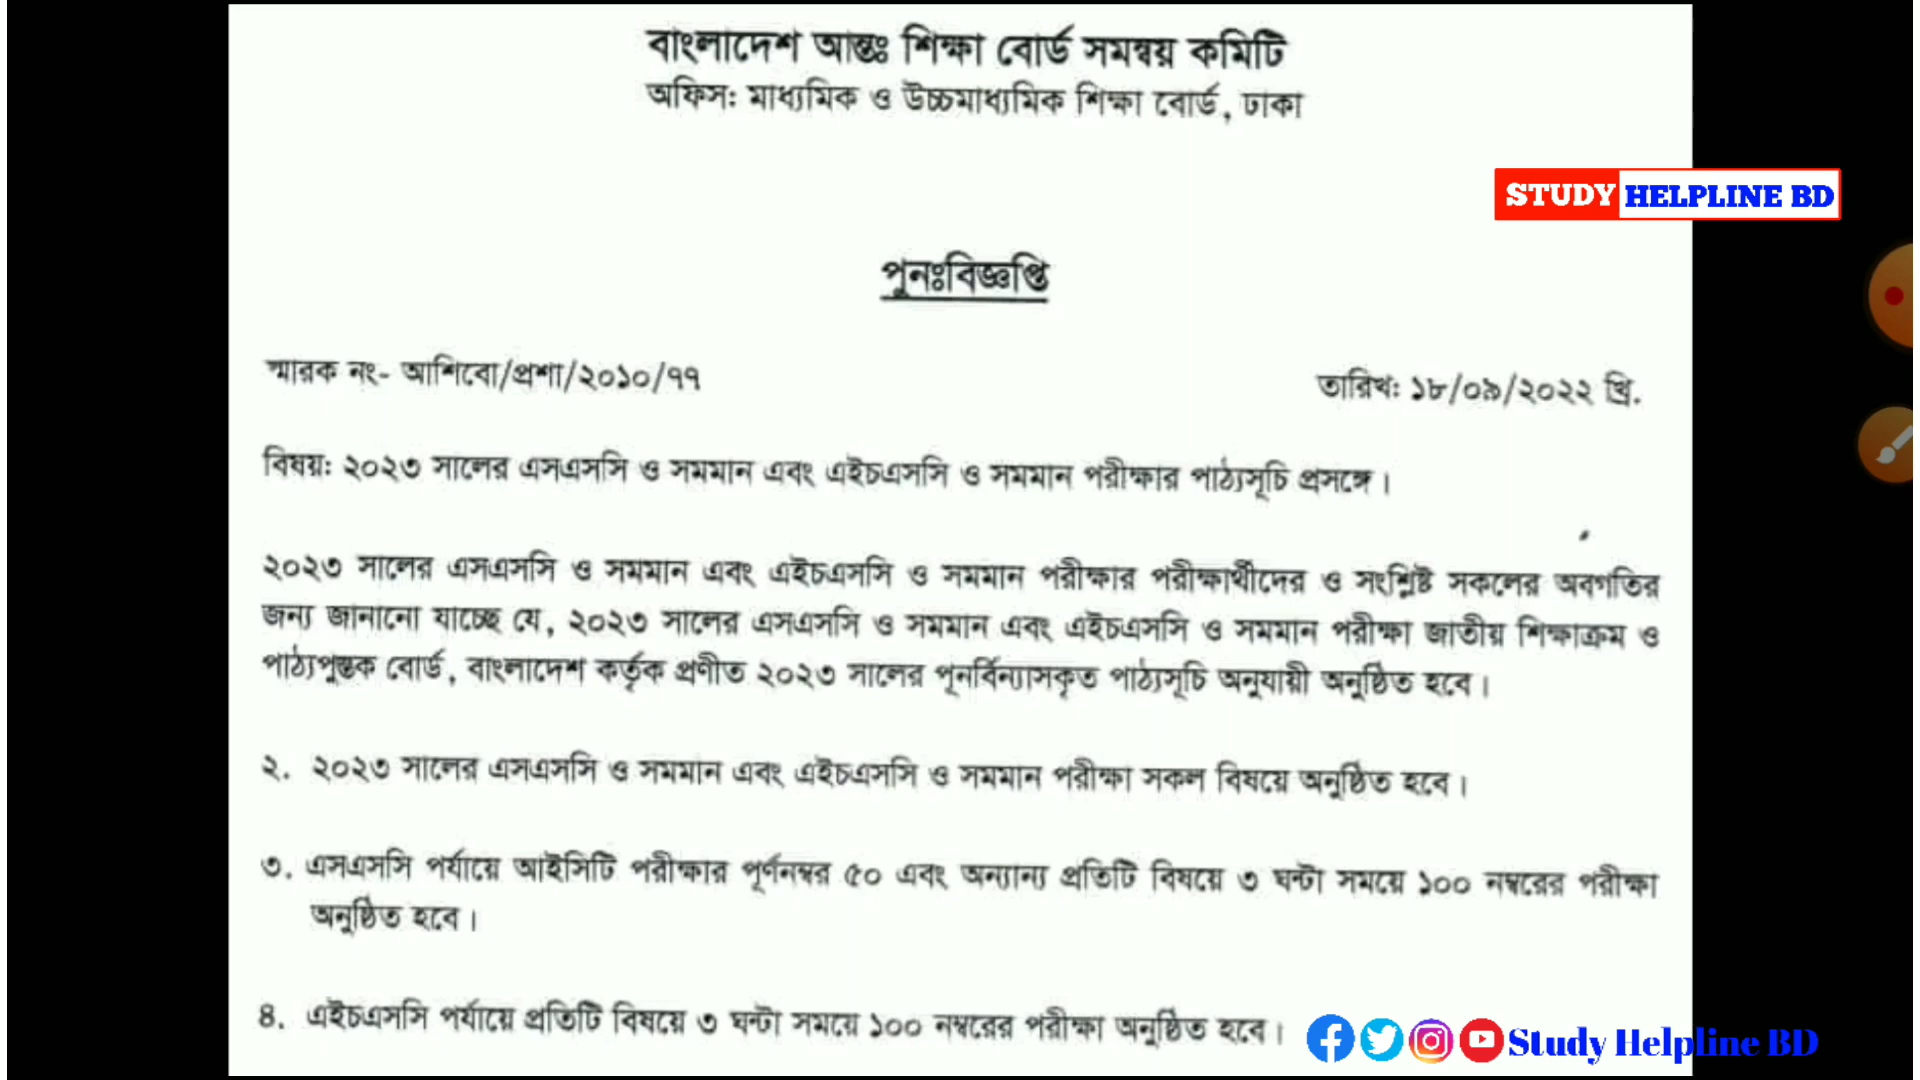 বাংলাদেশ আন্তঃ শিক্ষা বোর্ড সমন্বয় কমিটি
অফিস: মাধ্যমিক ও উচ্চমাধ্যমিক শিক্ষা বোর্ড, ঢাকা
STUDY HELPLINE BD
পুনঃবিজ্ঞপ্তি
স্মারক নং- আশিবো/প্রশা/২০১০/৭৭
তারিখ: ১৮/০৯/২০২২ খ্রি.
বিষয়: ২০২৩ সালের এসএসসি ও সমমান এবং এইচএসসি ও সমমান পরীক্ষার পাঠ্যসূচি প্রসঙ্গে।
২০২৩ সালের এসএসসি ও সমমান এবং এইচএসসি ও সমমান পরীক্ষার পরীক্ষার্থীদের ও সংশ্লিষ্ট সকলের অবগতির
জন্য জানানো যাচ্ছে যে, ২০২৩ সালের এসএসসি ও সমমান এবং এইচএসসি ও সমমান পরীক্ষা জাতীয় শিক্ষাক্রম ও
পাঠ্যপুস্তক বোর্ড, বাংলাদেশ কর্তৃক প্রণীত ২০২৩ সালের পূনর্বিন্যাসকৃত পাঠ্যসূচি অনুযায়ী অনুষ্ঠিত হবে।
২. ২০২৩ সালের এসএসসি ও সমমান এবং এইচএসসি ও সমমান পরীক্ষা সকল বিষয়ে অনুষ্ঠিত হবে।
৩. এসএসসি পর্যায়ে আইসিটি পরীক্ষার পূর্ণনম্বর ৫০ এবং অন্যান্য প্রতিটি বিষয়ে ৩ ঘন্টা সময়ে ১০০ নম্বরের পরীক্ষা
অনুষ্ঠিত হবে।
৪. এইচএসসি পর্যায়ে প্রতিটি বিষয়ে ৩ ঘন্টা সময়ে ১০০ নম্বরের পরীক্ষা অনুষ্ঠিত হবে।
Study Helpline BD